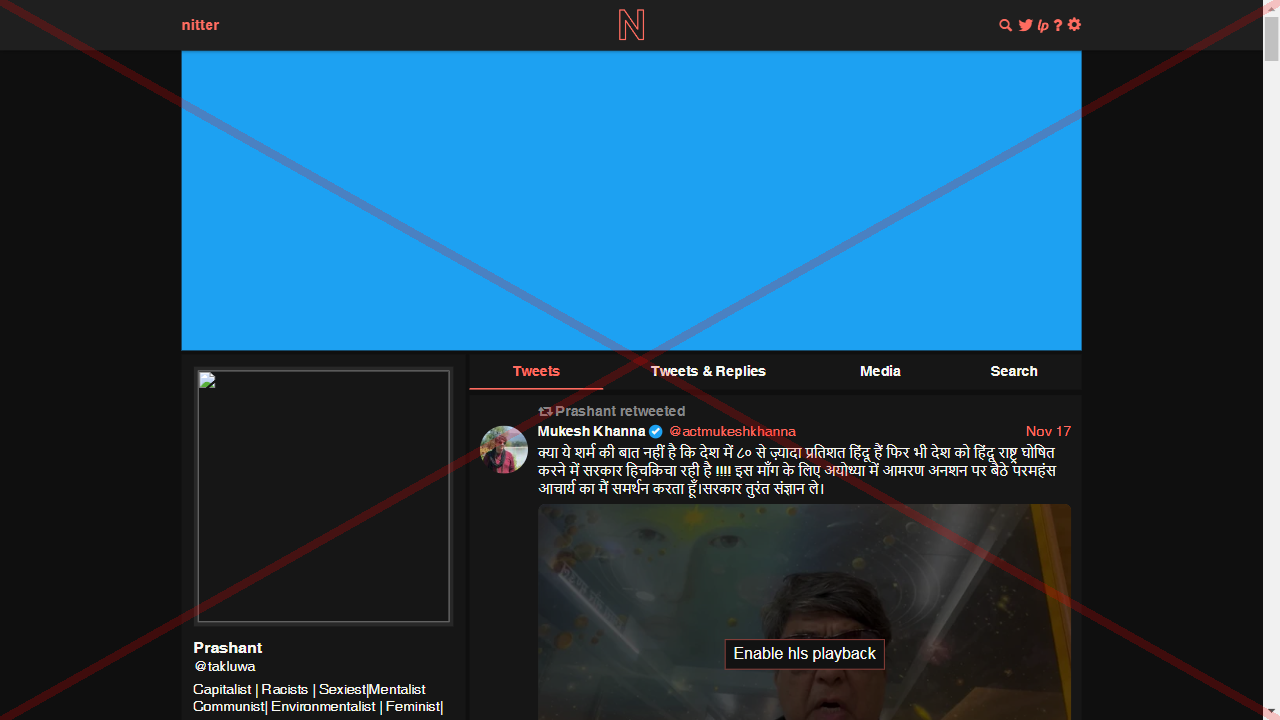 nitter
N
lp ?
Tweets
Tweets & Replies
Media
Search
Prashant retweeted
Mukesh Khanna @actmukeshkhanna Nov 17
क्या ये शर्म की बात नहीं है कि देश में ८० से ज़्यादा प्रतिशत हिंदू हैं फिर भी देश को हिंदू राष्ट्र घोषित
करने में सरकार हिचकिचा रही है !!!! इस माँग के लिए अयोध्या में आमरण अनशन पर बैठे परमहंस
आचार्य का मैं समर्थन करता हूँ।सरकार तुरंत संज्ञान ले।
Enable hls playback
Prashant
@takluwa
Capitalist | Racists | Sexiest|Mentalist
Communist| Environmentalist | Feminist|